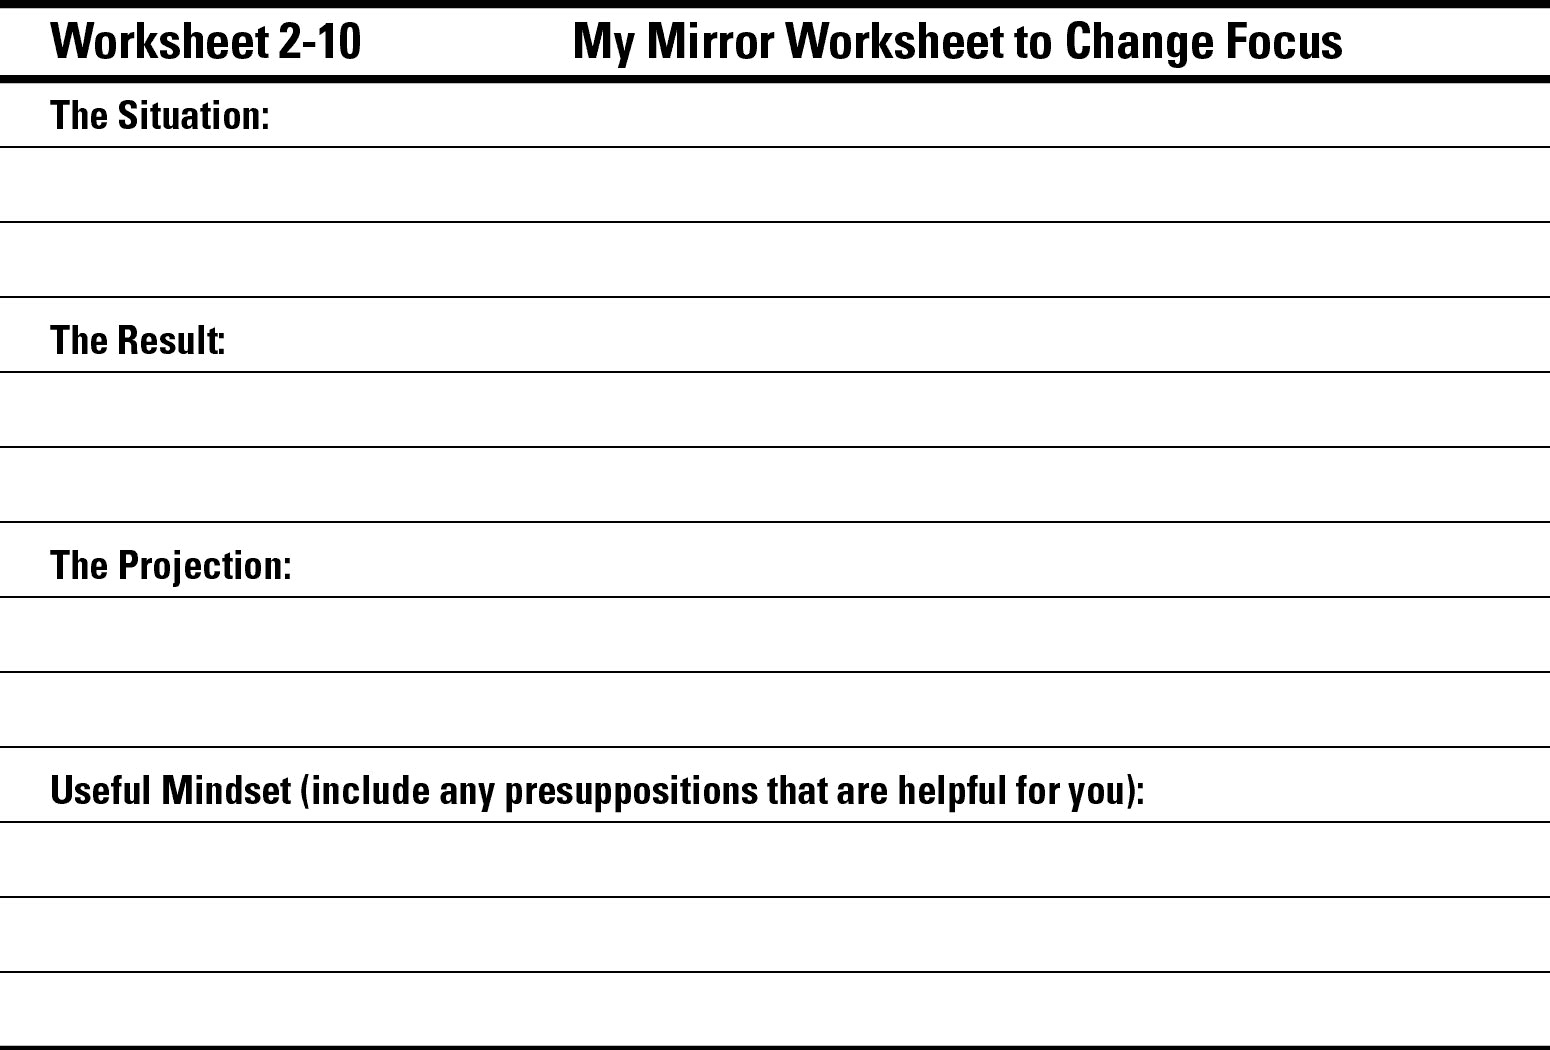 Worksheet 2-10 My Mirror Worksheet to Change Focus
The Situation:
The Result:
The Projection:
Useful Mindset (include any presuppositions that are helpful for you):